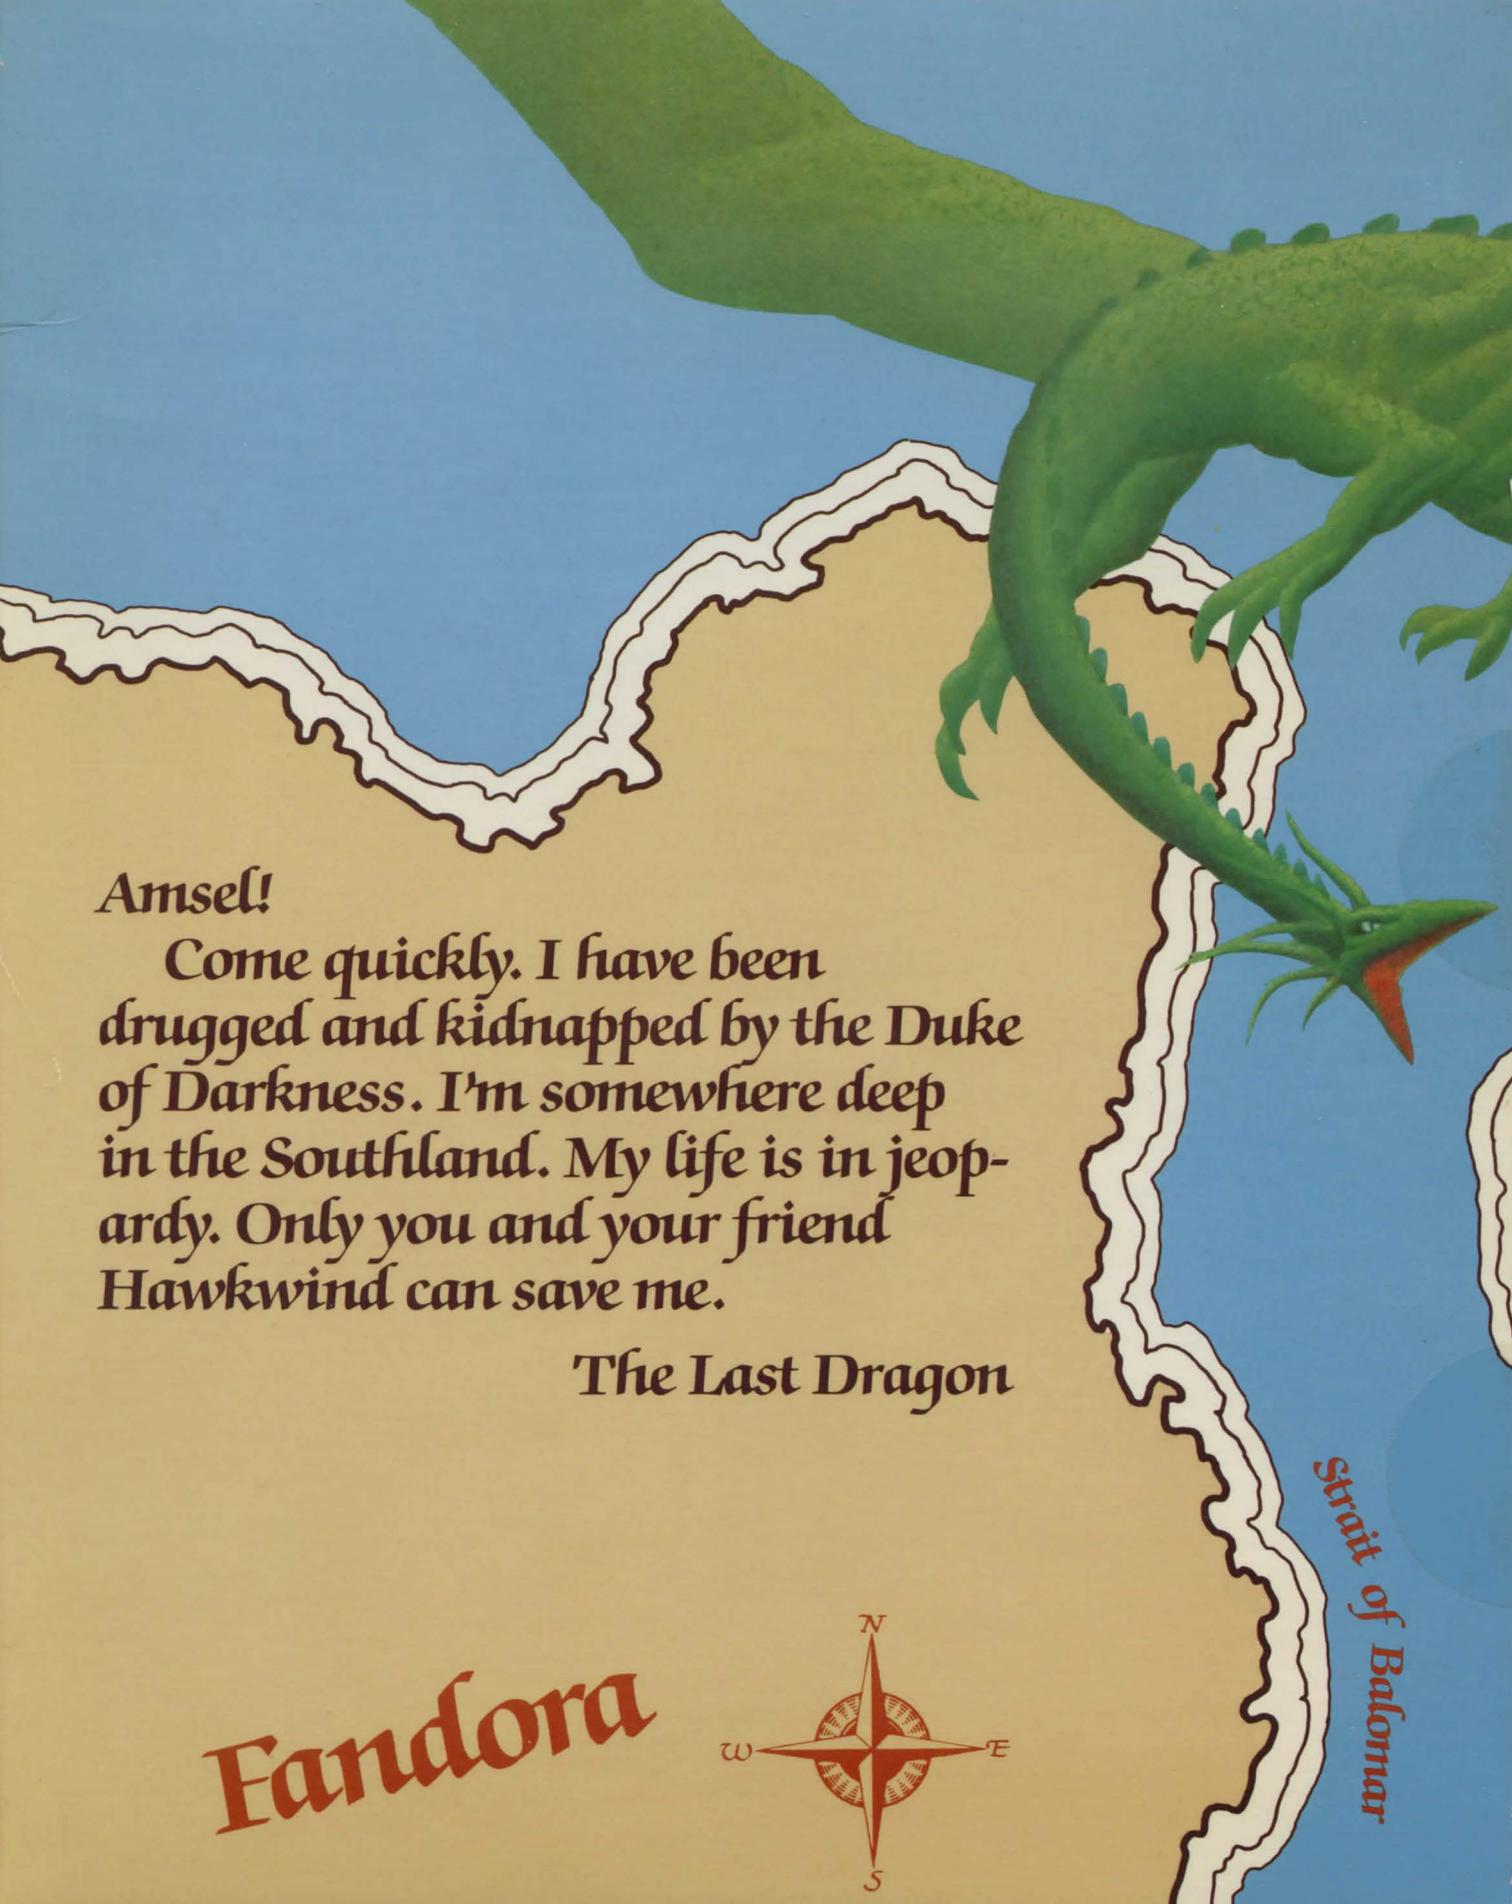 Amsel!
Come quickly. I have been
drugged and kidnapped by the Duke
of Darkness. I'm somewhere deep
in the Southland. My life is in jeop-
ardy. Only you and your friend
Hawkwind can save me.
The Last Dragon
Strait of Balomar
Fandora
N
W
E
S